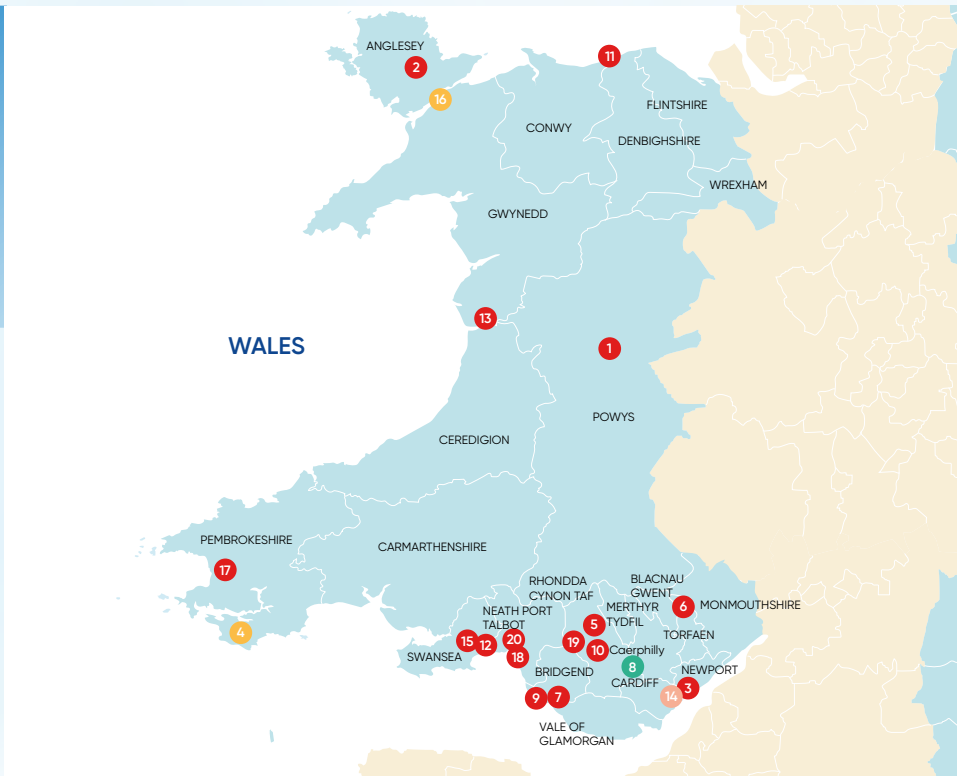 ANGLESEY
2
11
16
FLINTSHIRE
CONWY
DENBIGHSHIRE
WREXHAM
GWYNEDD
13
WALES
1
POWYS
CEREDIGION
PEMBROKESHIRE
CARMARTHENSHIRE
17
RHONDDA
CYNON TAF
BLACNAU
GWENT
NEATH PORT
TALBOT
MERTHYR
TYDFIL
6
MONMOUTHSHIRE
4
5
TORFAEN
15
12
20
19
10
Caerphilly
SWANSEA
18
8
BRIDGEND
NEWPORT
CARDIFF
3
14
9
7
VALE OF
GLAMORGAN